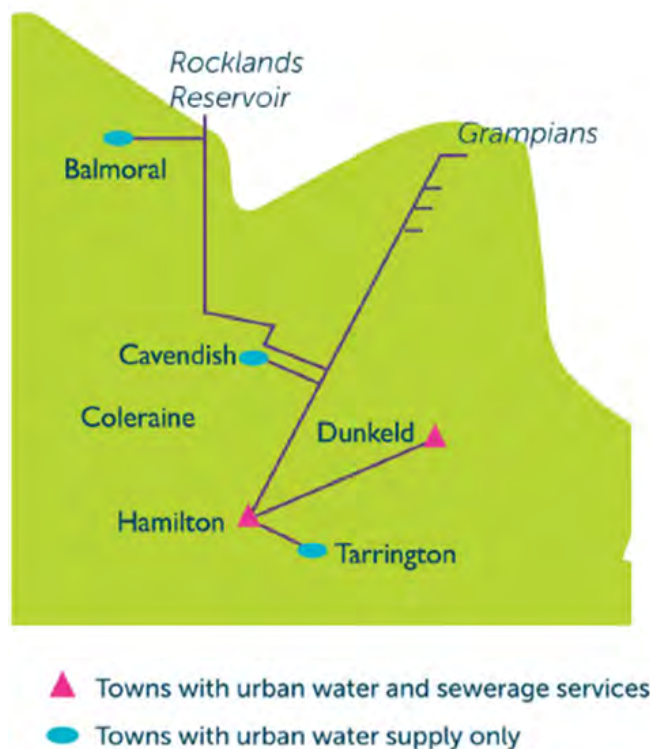 Rocklands
Reservoir
Grampians
Balmoral
Cavendish
Coleraine
Dunkeld
Hamilton
Tarrington
Towns with urban water and sewerage services
Towns with urban water supply only